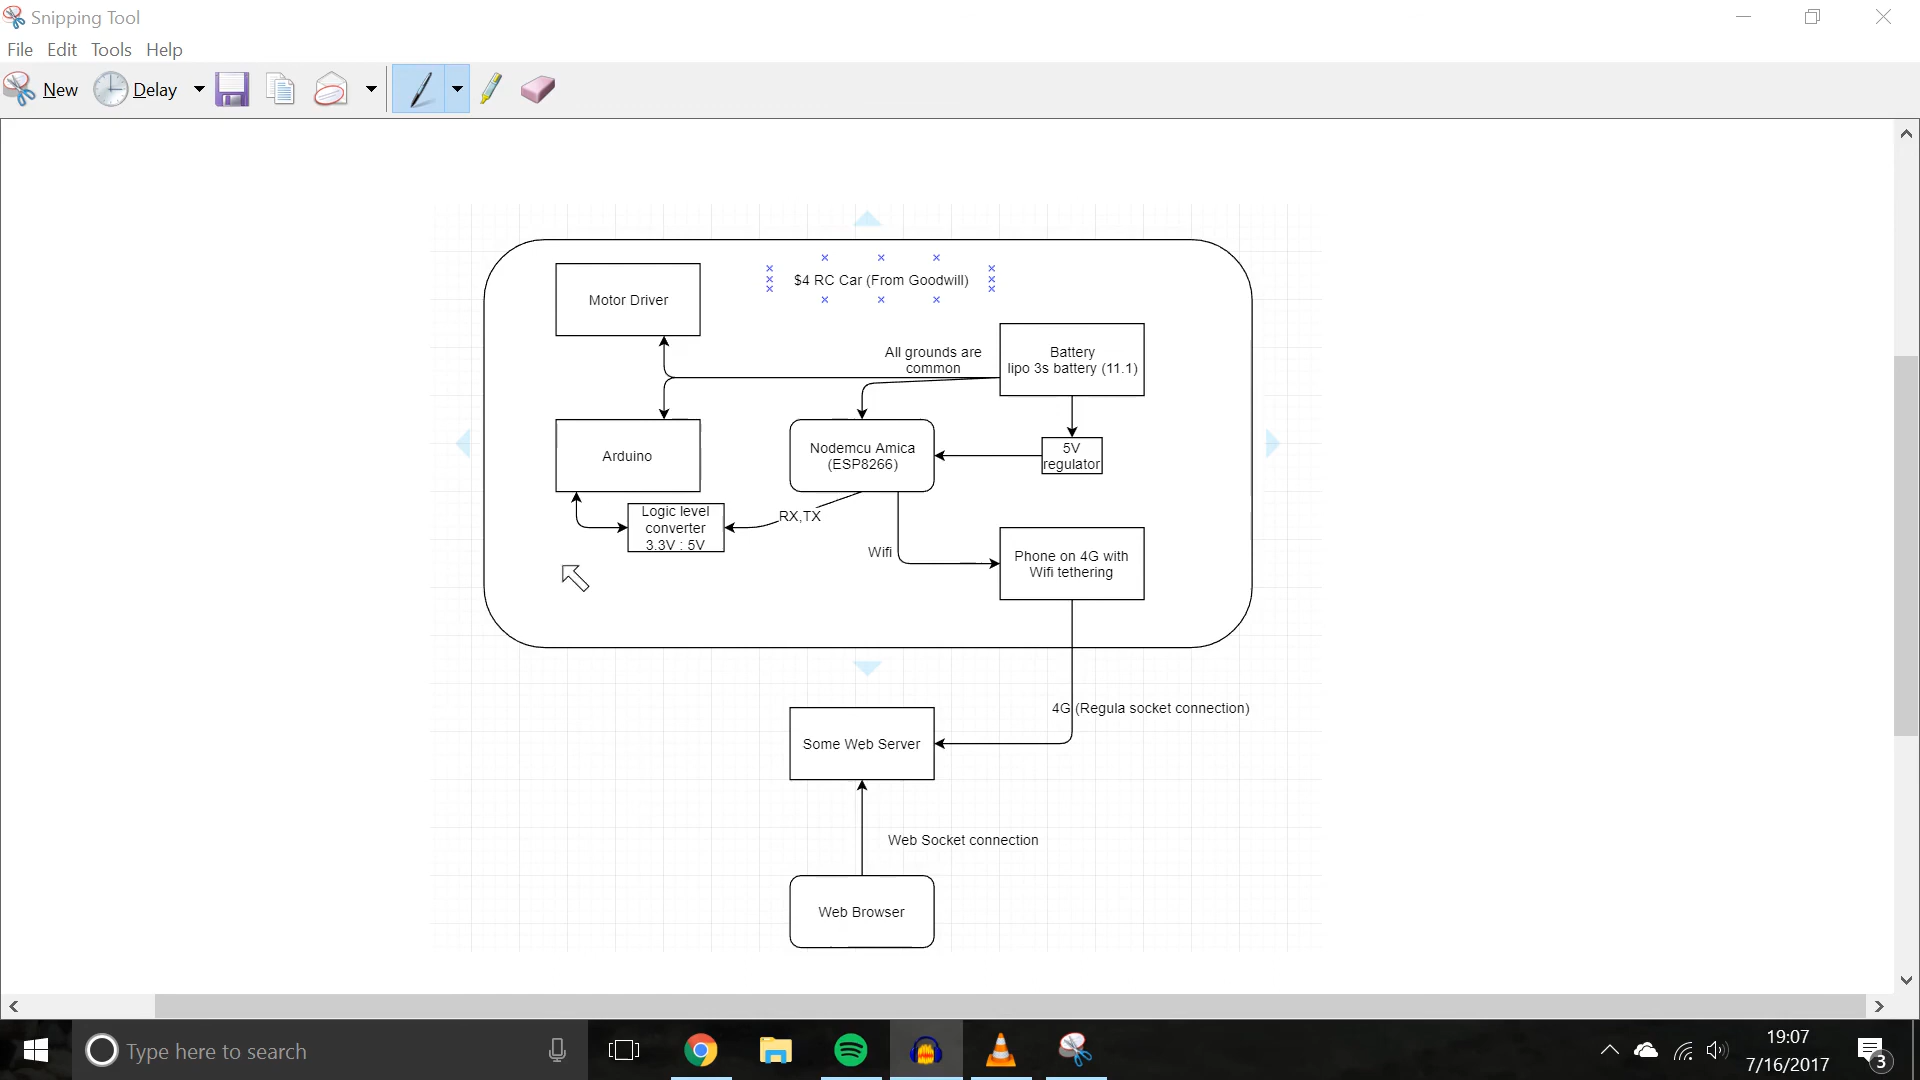 Snipping Tool
File Edit Tools Help
New Delay
$4 RC Car (From Goodwill)
Motor Driver
All grounds are
common
Battery
lipo 3s battery (11.1)
Arduino
Nodemcu Amica
(ESP8266)
5V
regulator
Logic level
converter
3.3V : 5V
RX,TX
Wifi
Phone on 4G with
Wifi tethering
4G (Regula socket connection)
Some Web Server
Web Socket connection
Web Browser
Type here to search
19:07
7/16/2017
3